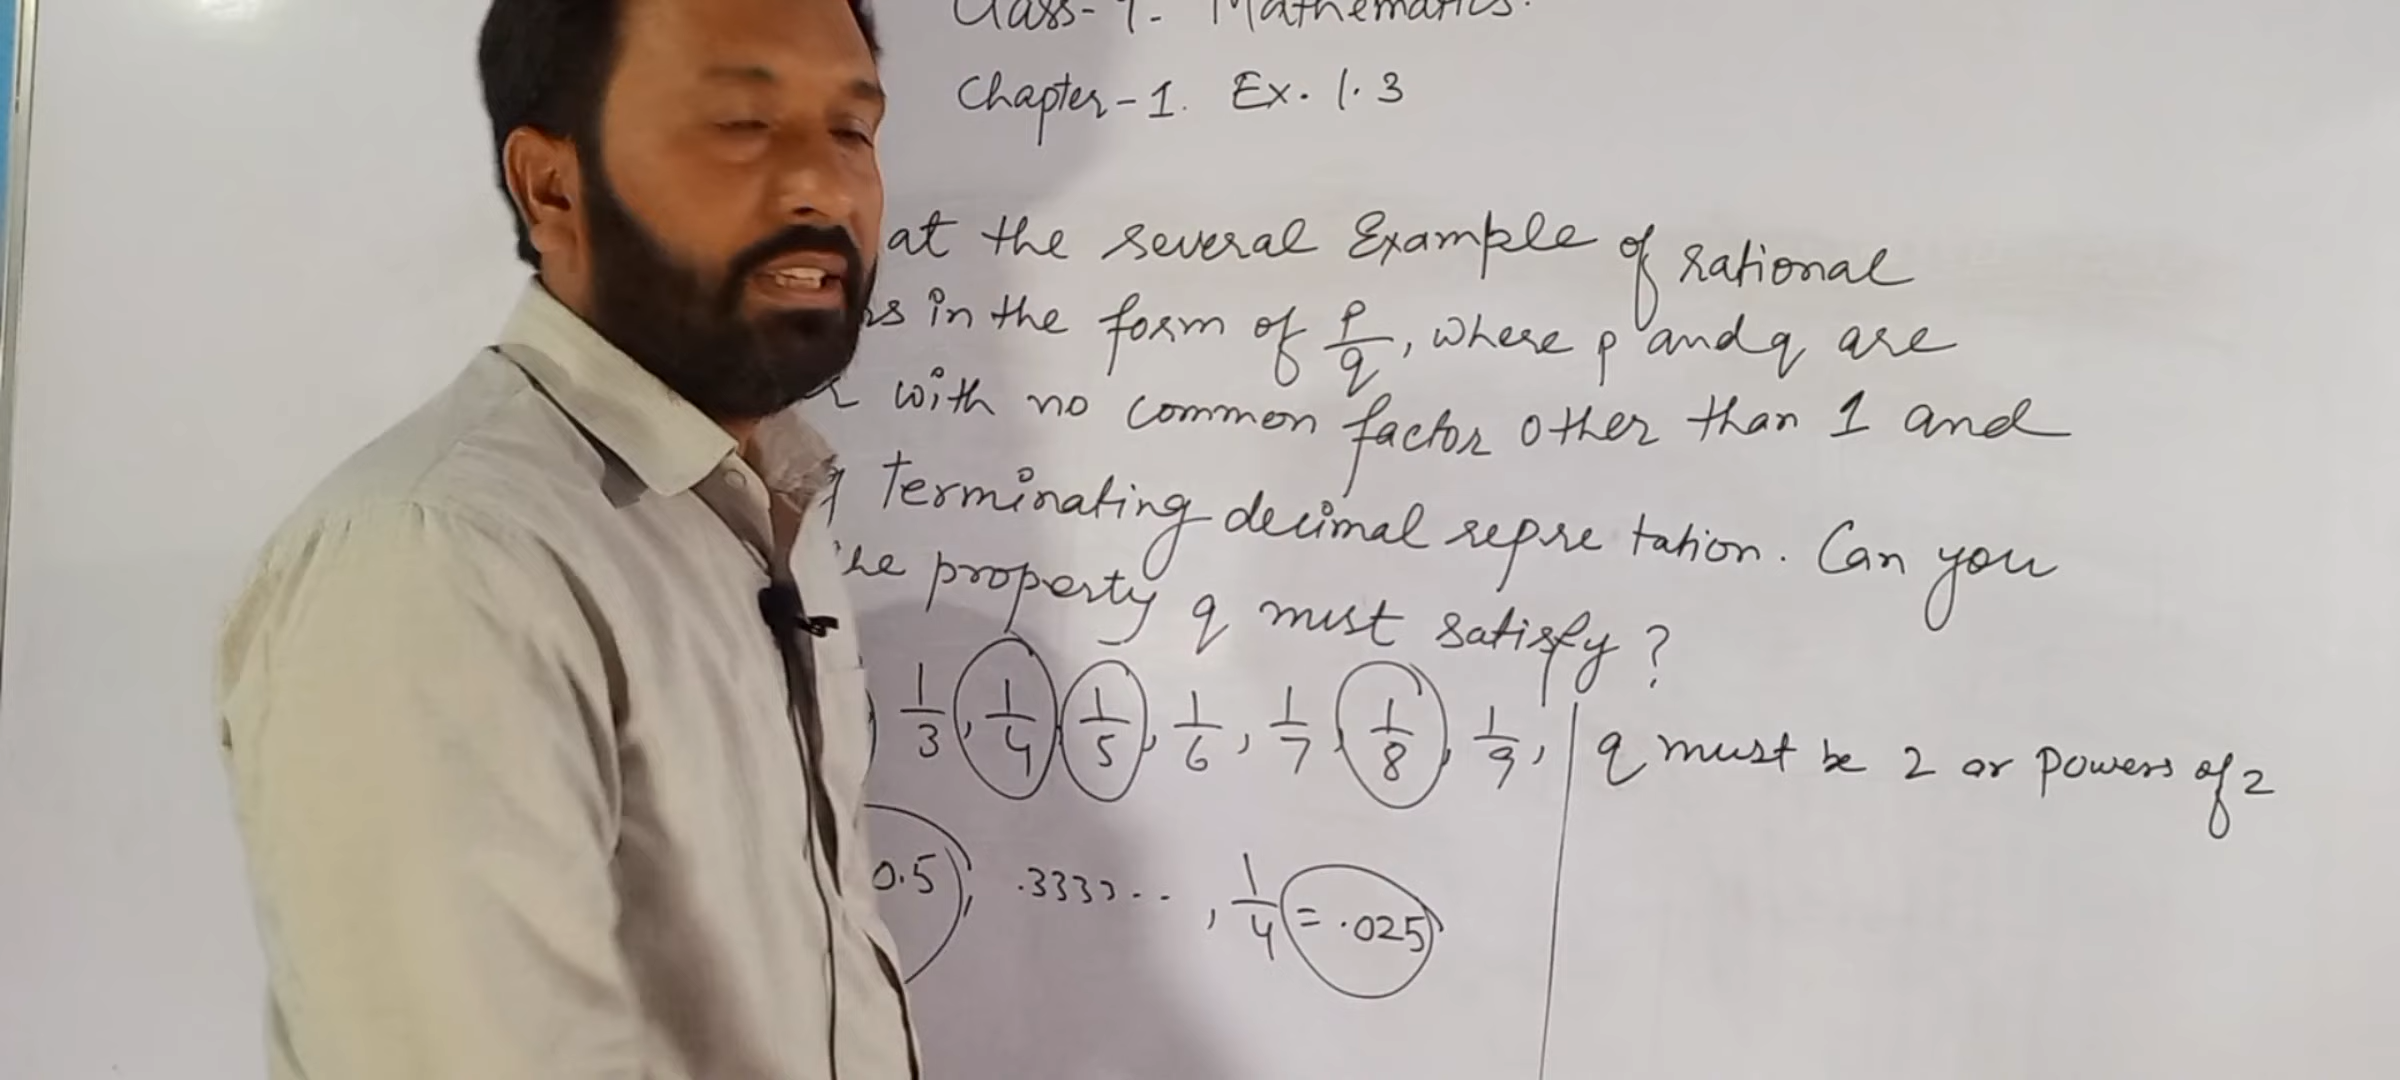 Class-9. Mathematics.
Chapter-1. Ex. 1.3
at the several Example of rational
rs in the form of p/q, where p and q are
r with no common factor other than 1 and
g terminating decimal repre tation. Can you
he property q must satisfy?
1/3, 1/4, 1/5, 1/6, 1/7, 1/8, 1/9, q must be 2 or powers of 2
0.5, .3333--, 1/4 = .025